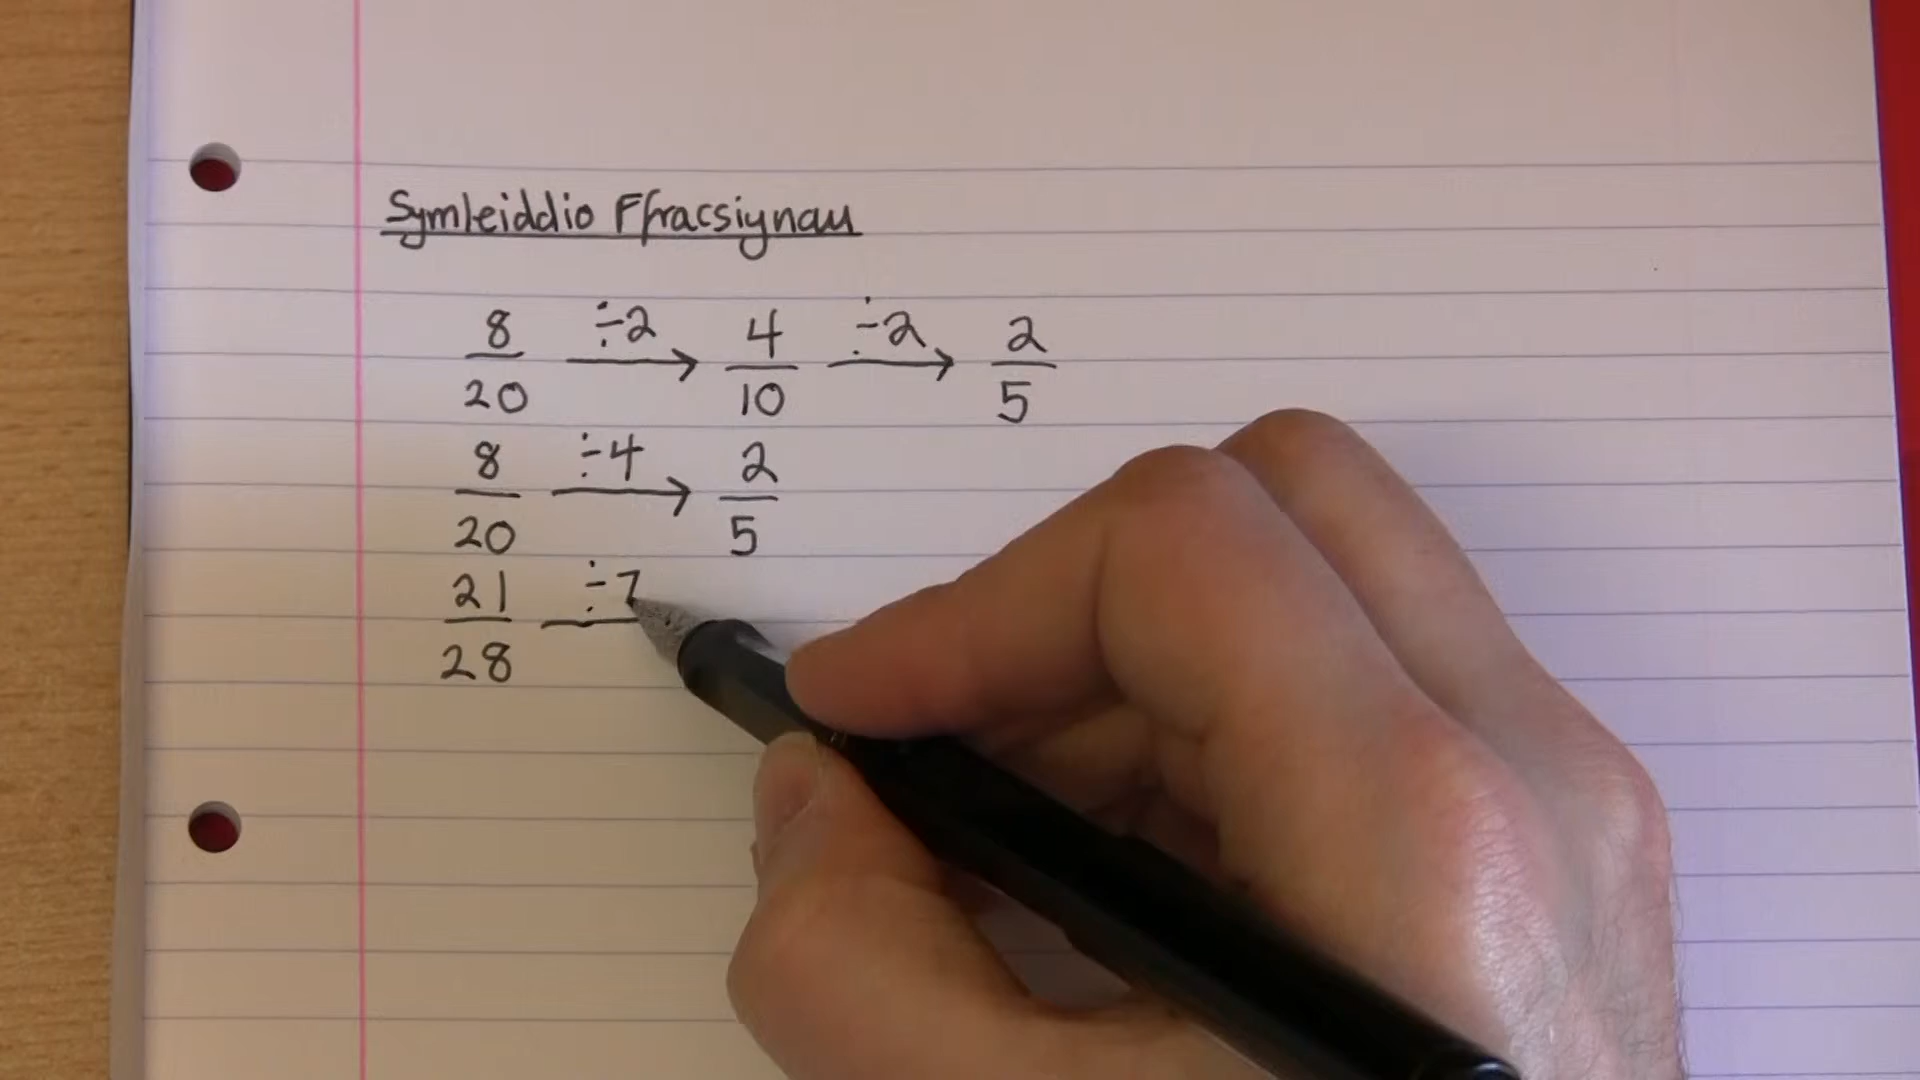 Symleiddio Ffracsiynau
8/20 ÷2 → 4/10 ÷2 → 2/5
8/20 ÷4 → 2/5
21/28 ÷7